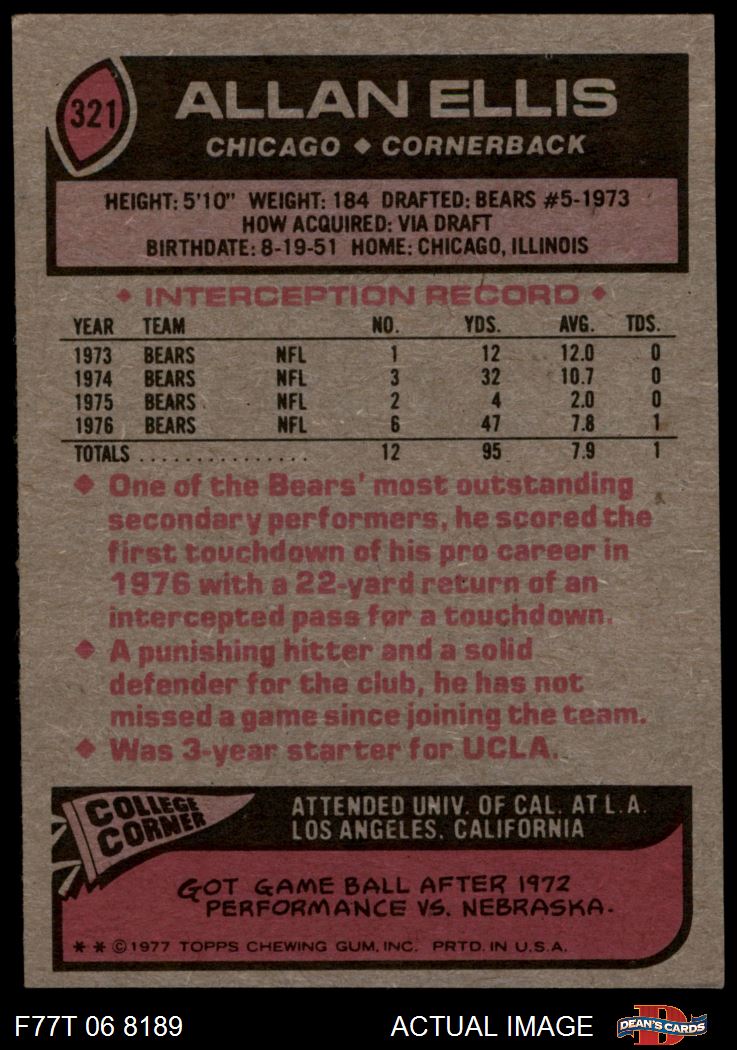 321
ALLAN ELLIS
CHICAGO ◆ CORNERBACK
HEIGHT: 5'10" WEIGHT: 184 DRAFTED: BEARS #5-1973
HOW ACQUIRED: VIA DRAFT
BIRTHDATE: 8-19-51 HOME: CHICAGO, ILLINOIS
◆ INTERCEPTION RECORD ◆
YEAR TEAM NO. YDS. AVG. TDS.
1973 BEARS NFL 1 12 12.0 0
1974 BEARS NFL 3 32 10.7 0
1975 BEARS NFL 2 4 2.0 0
1976 BEARS NFL 6 47 7.8 1
TOTALS ............... 12 95 7.9 1
◆ One of the Bears' most outstanding
secondary performers, he scored the
first touchdown of his pro career in
1976 with a 22-yard return of an
intercepted pass for a touchdown.
◆ A punishing hitter and a solid
defender for the club, he has not
missed a game since joining the team.
◆ Was 3-year starter for UCLA.
COLLEGE
CORNER
ATTENDED UNIV. OF CAL. AT L.A.
LOS ANGELES, CALIFORNIA
GOT GAME BALL AFTER 1972
PERFORMANCE VS. NEBRASKA.
** ©1977 TOPPS CHEWING GUM, INC. PRTD. IN U.S.A.
F77T 06 8189 ACTUAL IMAGE
D
DEAN'S CARDS